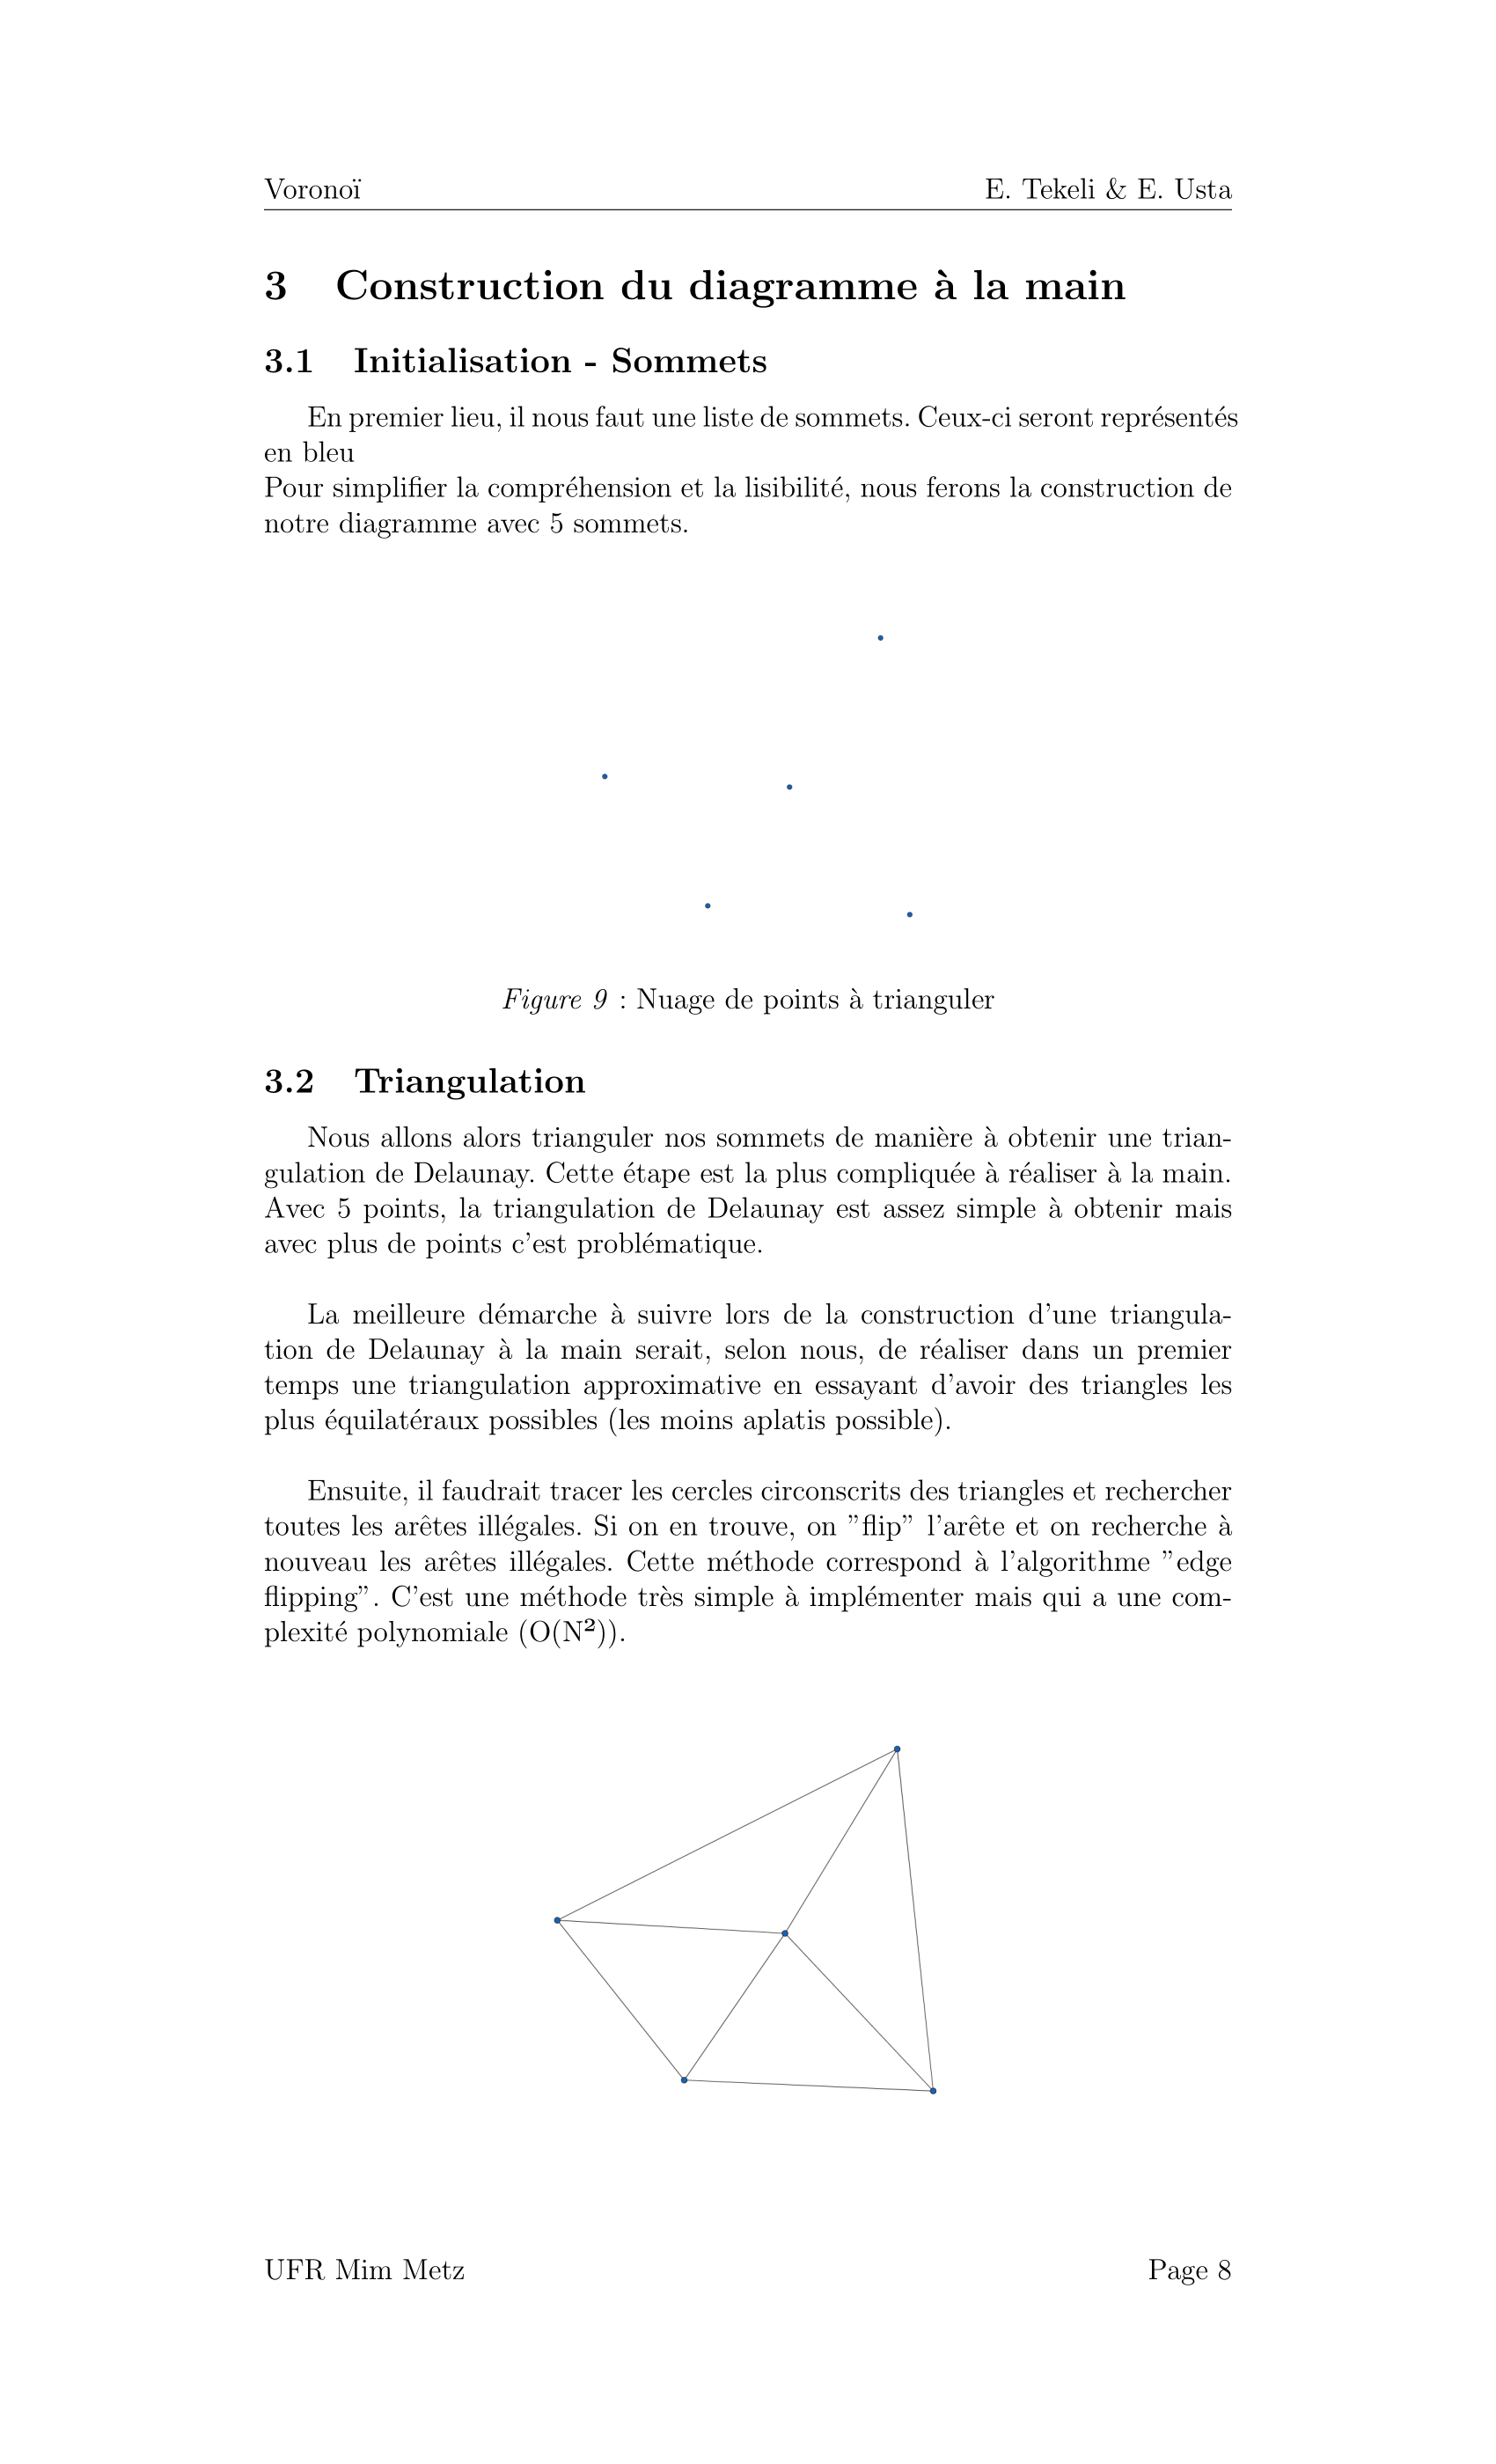 Voronoï E. Tekeli & E. Usta
3 Construction du diagramme à la main
3.1 Initialisation - Sommets
En premier lieu, il nous faut une liste de sommets. Ceux-ci seront représentés
en bleu
Pour simplifier la compréhension et la lisibilité, nous ferons la construction de
notre diagramme avec 5 sommets.
Figure 9 : Nuage de points à trianguler
3.2 Triangulation
Nous allons alors trianguler nos sommets de manière à obtenir une trian-
gulation de Delaunay. Cette étape est la plus compliquée à réaliser à la main.
Avec 5 points, la triangulation de Delaunay est assez simple à obtenir mais
avec plus de points c'est problématique.
La meilleure démarche à suivre lors de la construction d'une triangula-
tion de Delaunay à la main serait, selon nous, de réaliser dans un premier
temps une triangulation approximative en essayant d'avoir des triangles les
plus équilatéraux possibles (les moins aplatis possible).
Ensuite, il faudrait tracer les cercles circonscrits des triangles et rechercher
toutes les arêtes illégales. Si on en trouve, on ”flip” l'arête et on recherche à
nouveau les arêtes illégales. Cette méthode correspond à l'algorithme ”edge
flipping”. C'est une méthode très simple à implémenter mais qui a une com-
plexité polynomiale (O(N²)).
UFR Mim Metz Page 8